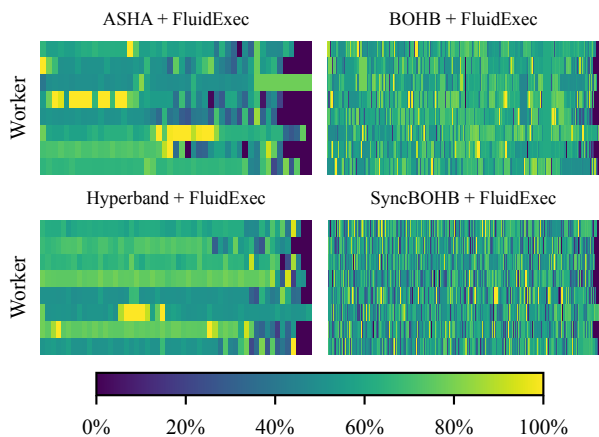 ASHA + FluidExec
BOHB + FluidExec
Worker
Hyperband + FluidExec
SyncBOHB + FluidExec
Worker
0% 20% 40% 60% 80% 100%